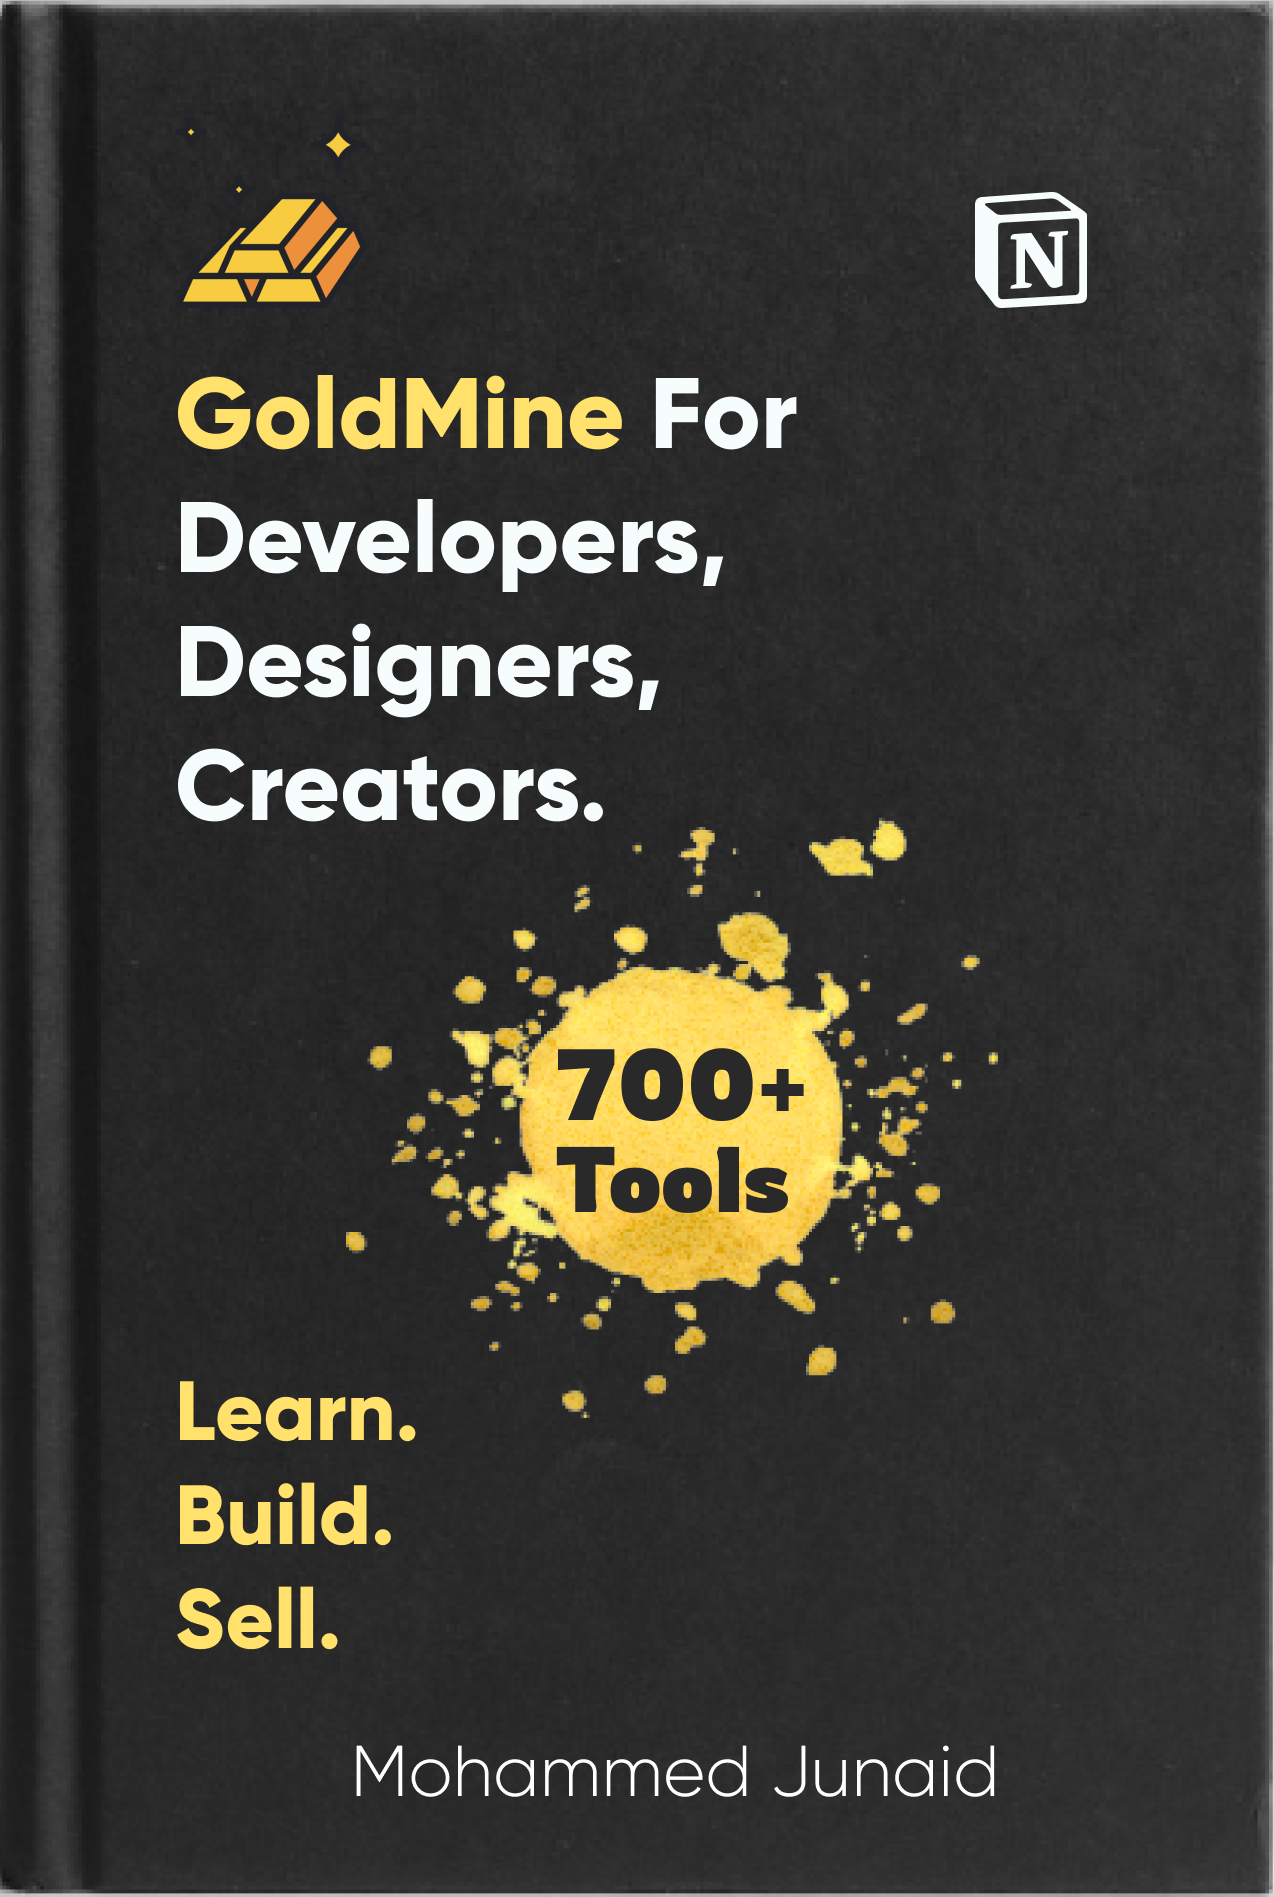 N
GoldMine For
Developers,
Designers,
Creators.
700+
Tools
Learn.
Build.
Sell.
Mohammed Junaid